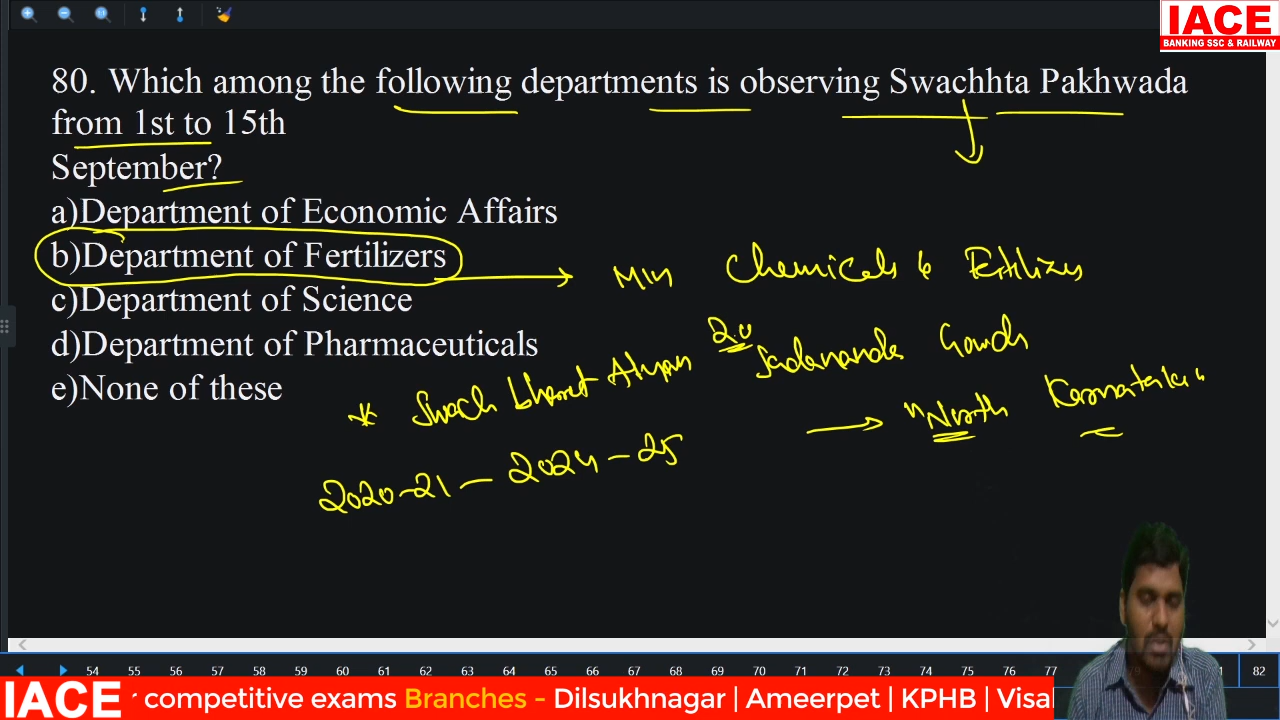 IACE
BANKING SSC & RAILWAY
80. Which among the following departments is observing Swachhta Pakhwada
from 1st to 15th
September?
a)Department of Economic Affairs
b)Department of Fertilizers
Min Chemicals & Fertilizers
c)Department of Science
d)Department of Pharmaceuticals
2.0 Sadananda Gowda
e)None of these
* Swach bharat Abhyan
"North Karnataka"
2020-21 - 2024-25
54 55 56 57 58 59 60 61 62 63 64 65 66 67 68 69 70 71 72 73 74 75 76 77 82
IACE r competitive exams Branches - Dilsukhnagar | Ameerpet | KPHB | Visa